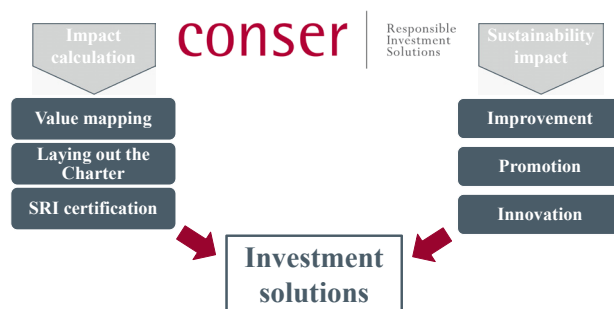 Impact
calculation
conser
Responsible
Investment
Solutions
Sustainability
impact
Value mapping
Laying out the
Charter
SRI certification
Improvement
Promotion
Innovation
Investment
solutions